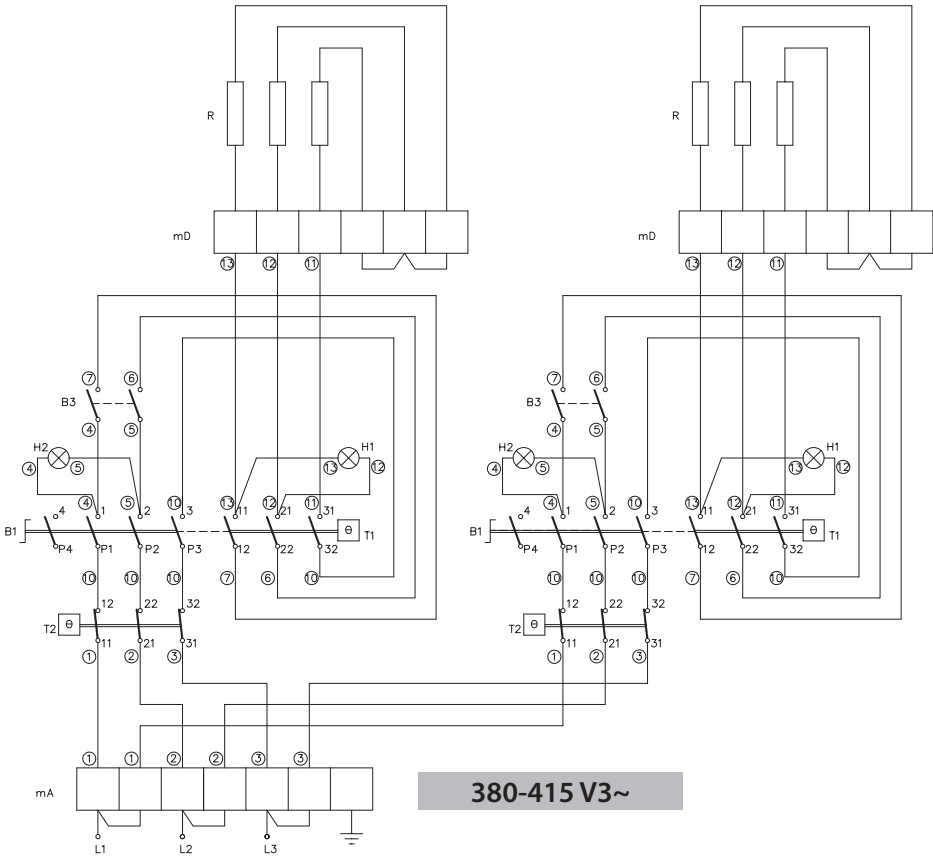 R R
mD mD
13 12 11 13 12 11
7 6 7 6
B3 B3
4 5 4 5
H2 H1 H2 H1
4 5 13 12 4 5 13 12
4 5 10 13 12 11 4 5 10 13 12 11
4 1 2 3 11 21 31 4 1 2 3 11 21 31
B1 θ T1 B1 θ T1
P4 P1 P2 P3 12 22 32 P4 P1 P2 P3 12 22 32
10 10 10 7 6 10 10 10 10 7 6 10
12 22 32 12 22 32
T2 θ T2 θ
11 21 31 11 21 31
1 2 3 1 2 3
1 1 2 2 3 3
mA
380-415 V3~
L1 L2 L3